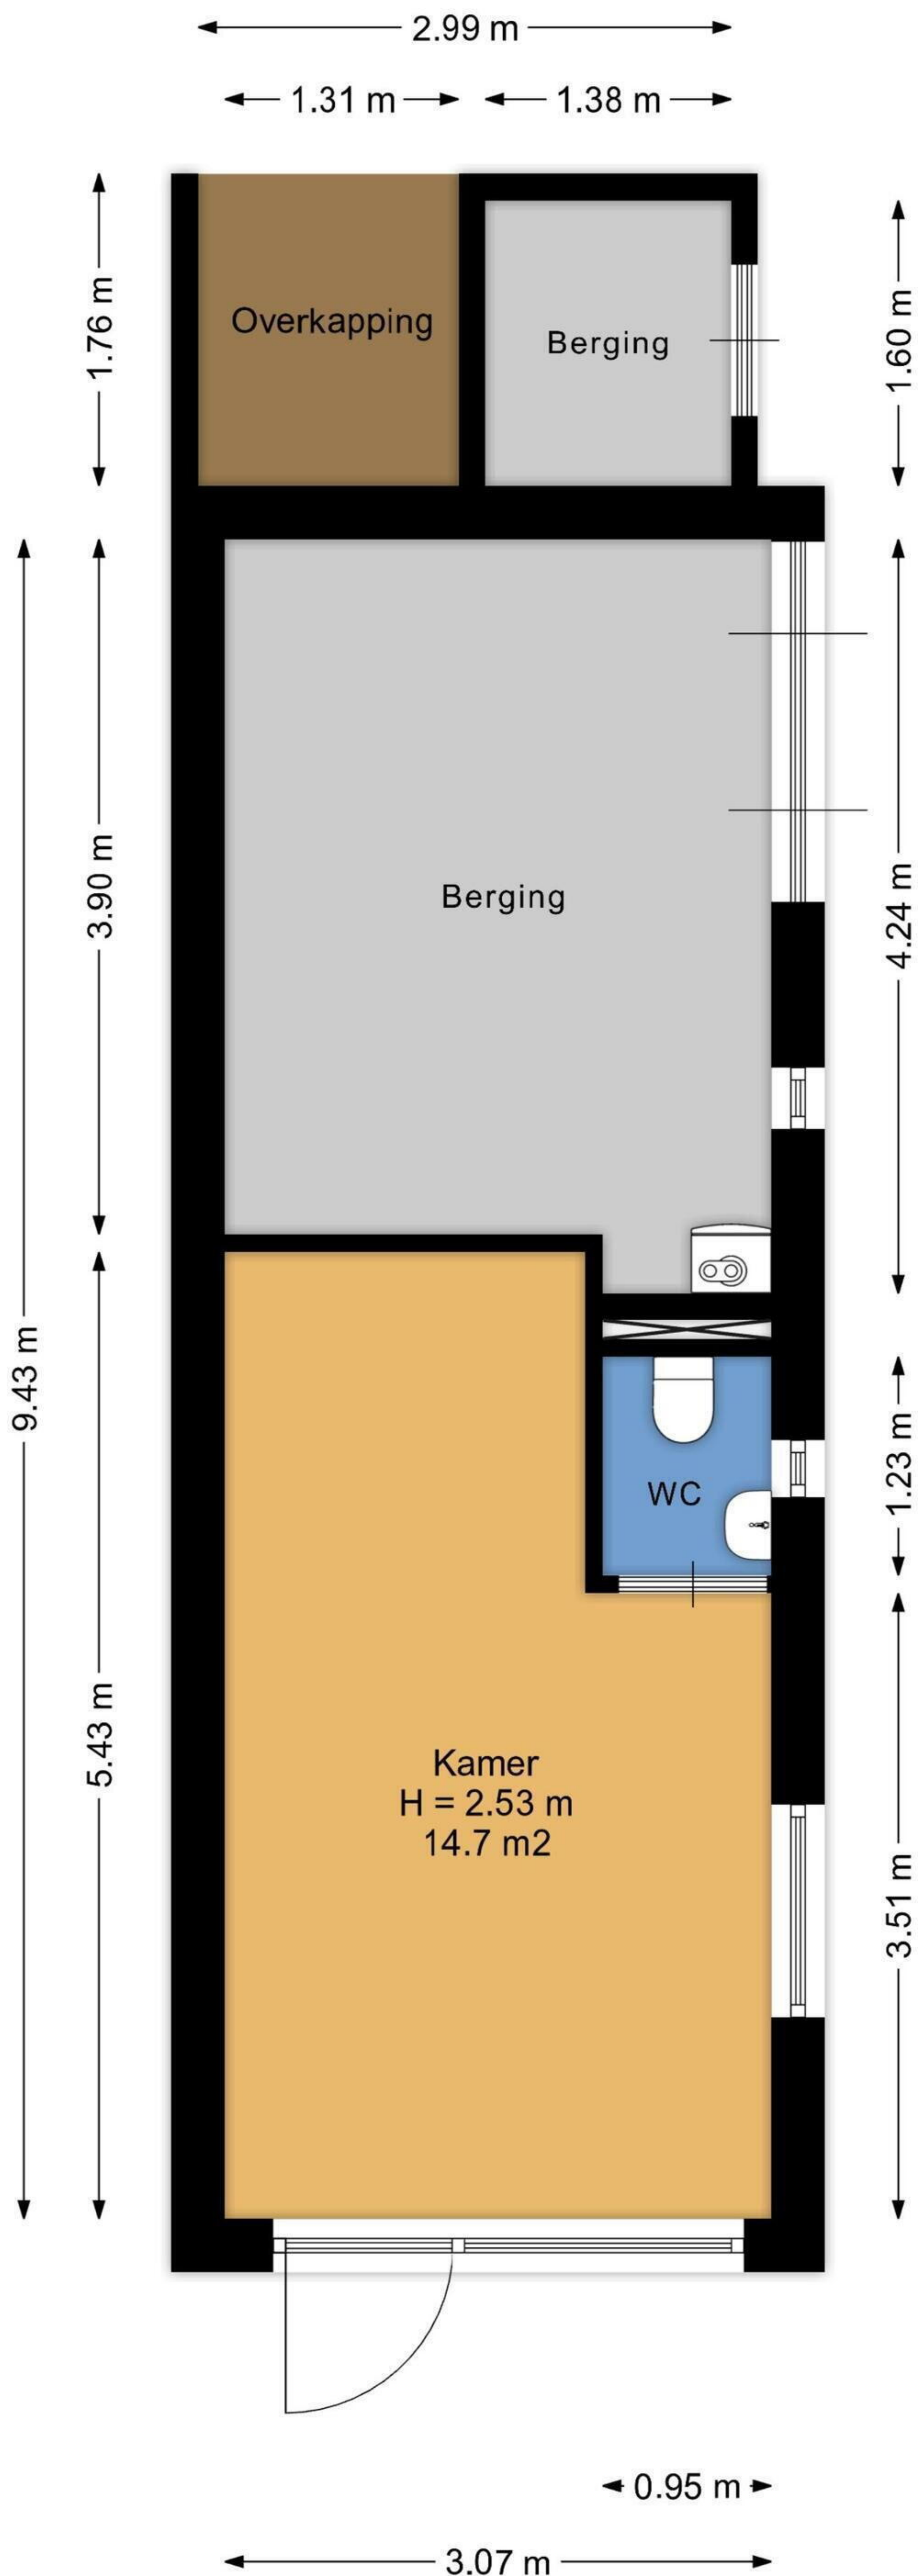 2.99 m
1.31 m
1.38 m
1.76 m
Overkapping
Berging
1.60 m
9.43 m
3.90 m
Berging
4.24 m
5.43 m
WC
1.23 m
Kamer
H = 2.53 m
14.7 m2
3.51 m
0.95 m
3.07 m